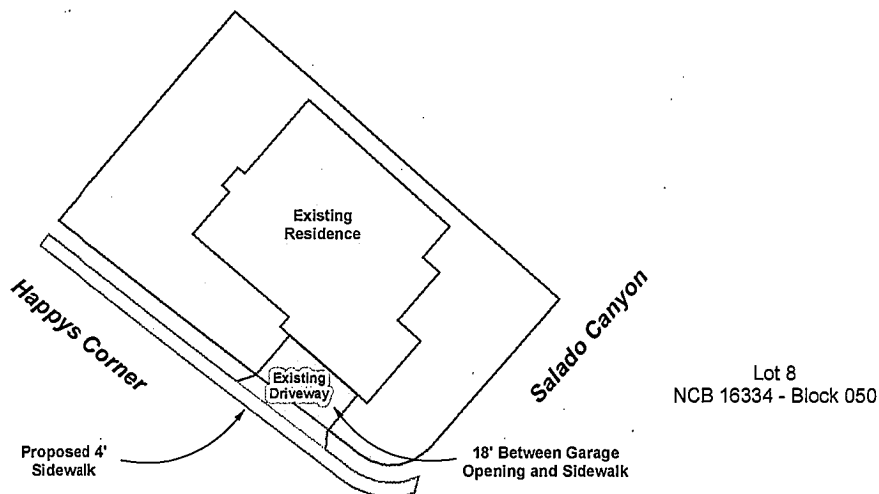 Existing
Residence
Happys Corner
Salado Canyon
Lot 8
NCB 16334 - Block 050
Existing
Driveway
Proposed 4'
Sidewalk
18' Between Garage
Opening and Sidewalk